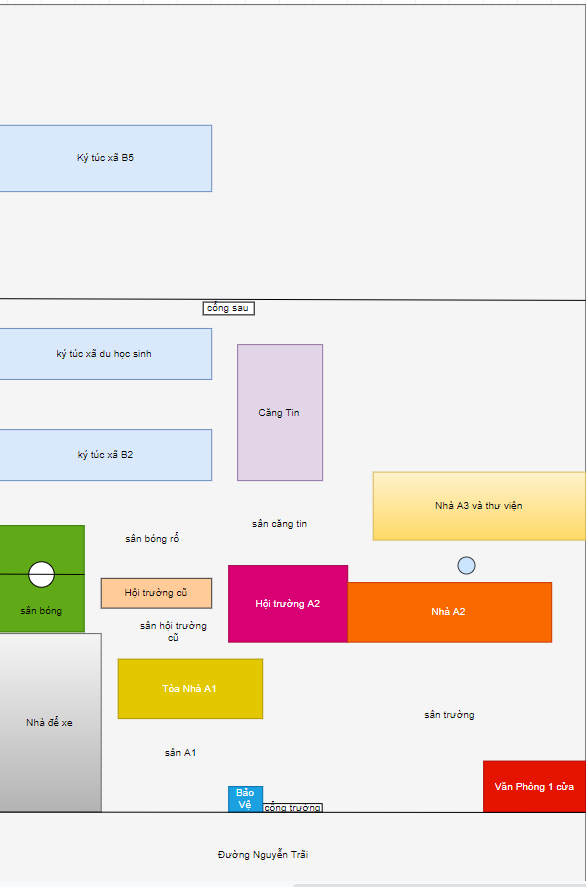 Ký túc xã B5
cổng sau
ký túc xã du học sinh
Căng Tin
ký túc xã B2
Nhà A3 và thư viện
sân căng tin
sân bóng rổ
Hội trường cũ
Hội trường A2
sân bóng
Nhà A2
sân hội trường
cũ
Tòa Nhà A1
sân trường
Nhà để xe
sân A1
Văn Phòng 1 cửa
Bảo
Vệ
cổng trường
Đường Nguyễn Trãi